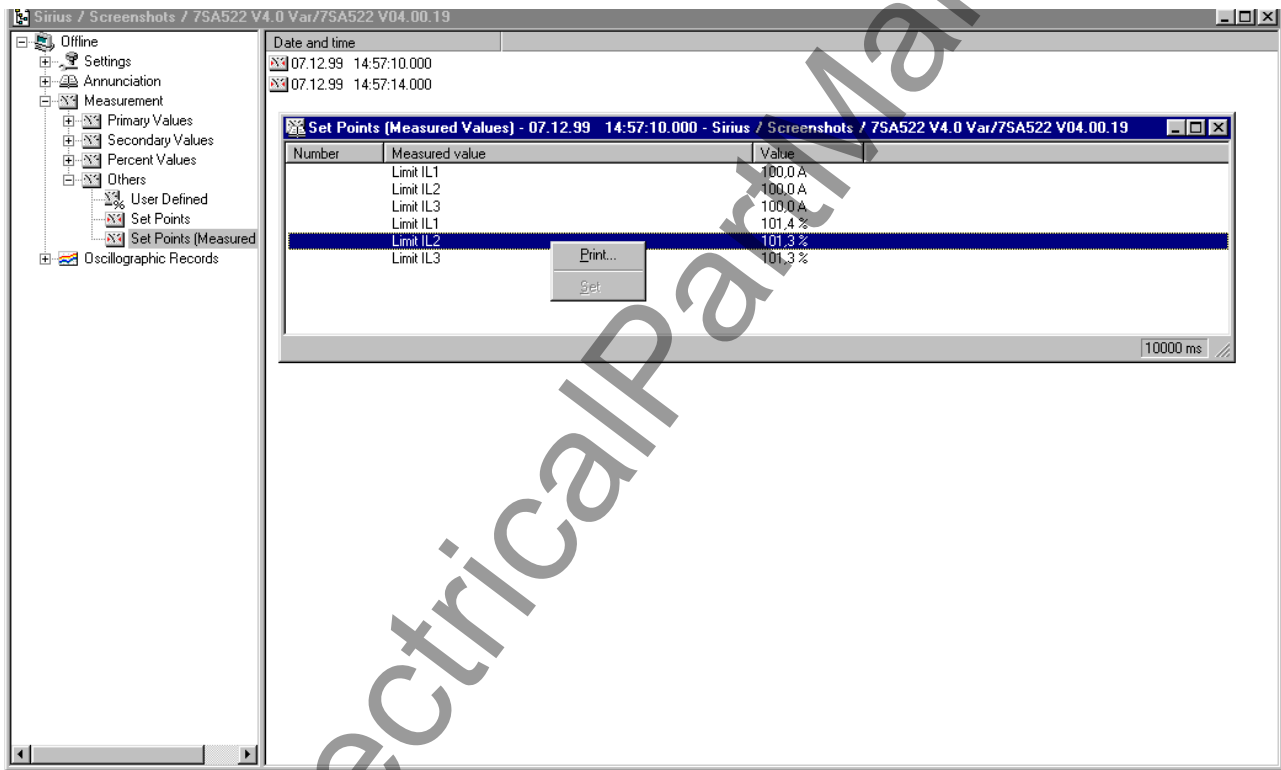 Sirius / Screenshots / 7SA522 V4.0 Var/7SA522 V04.00.19
Offline
Settings
Annunciation
Measurement
Primary Values
Secondary Values
Percent Values
Others
User Defined
Set Points
Set Points (Measured
Oscillographic Records
Date and time
07.12.99 14:57:10.000
07.12.99 14:57:14.000
Set Points (Measured Values) - 07.12.99 14:57:10.000 - Sirius / Screenshots / 7SA522 V4.0 Var/7SA522 V04.00.19
Number Measured value Value
Limit IL1 100,0 A
Limit IL2 100,0 A
Limit IL3 100,0 A
Limit IL1 101,4 %
Limit IL2 101,3 %
Limit IL3 101,3 %
Print...
Set
10000 ms
ectricalPartMa